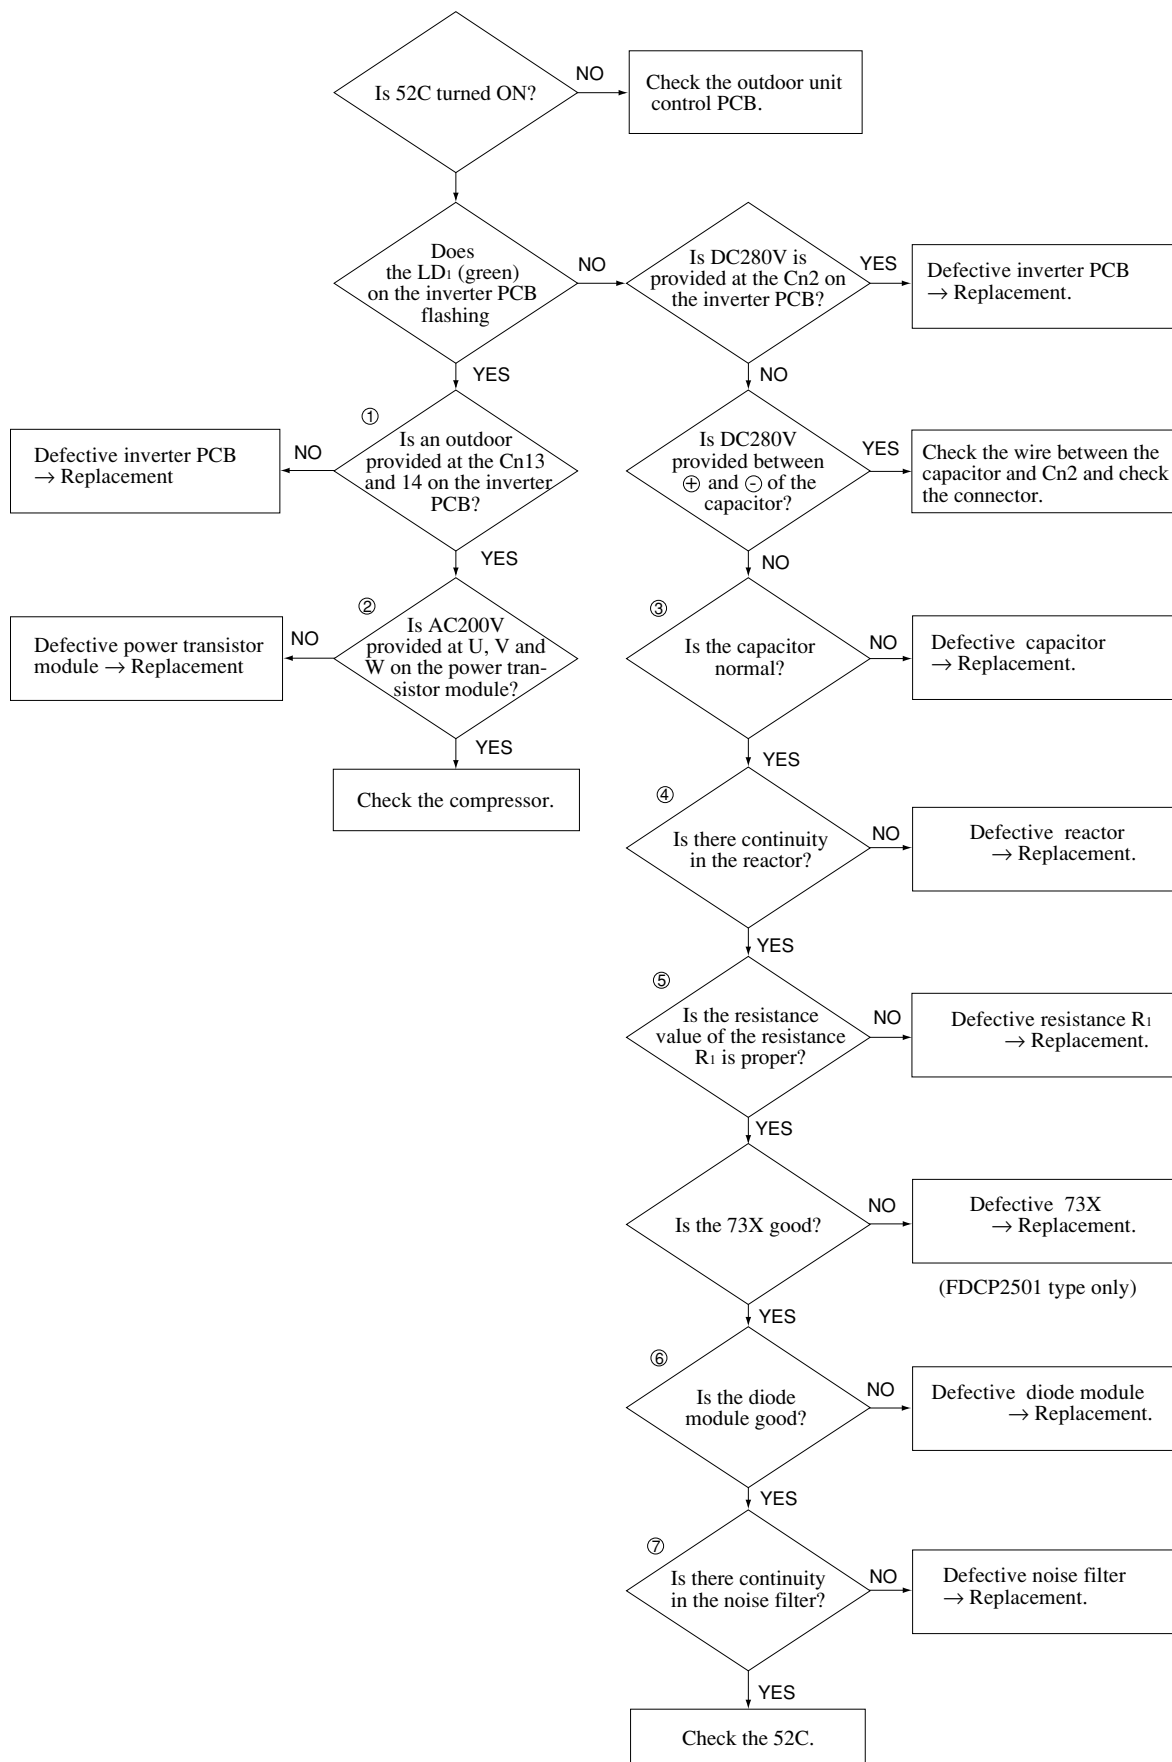 Is 52C turned ON?
NO
Check the outdoor unit
control PCB.
Does
the LD1 (green)
on the inverter PCB
flashing
NO
Is DC280V is
provided at the Cn2 on
the inverter PCB?
YES
Defective inverter PCB
→ Replacement.
YES
NO
①
Is an outdoor
provided at the Cn13
and 14 on the inverter
PCB?
NO
Defective inverter PCB
→ Replacement
Is DC280V
provided between
⊕ and ⊖ of the
capacitor?
YES
Check the wire between the
capacitor and Cn2 and check
the connector.
YES
NO
②
Is AC200V
provided at U, V and
W on the power tran-
sistor module?
NO
Defective power transistor
module → Replacement
③
Is the capacitor
normal?
NO
Defective capacitor
→ Replacement.
YES
Check the compressor.
YES
④
Is there continuity
in the reactor?
NO
Defective reactor
→ Replacement.
YES
⑤
Is the resistance
value of the resistance
R1 is proper?
NO
Defective resistance R1
→ Replacement.
YES
Is the 73X good?
NO
Defective 73X
→ Replacement.
(FDCP2501 type only)
YES
⑥
Is the diode
module good?
NO
Defective diode module
→ Replacement.
YES
⑦
Is there continuity
in the noise filter?
NO
Defective noise filter
→ Replacement.
YES
Check the 52C.